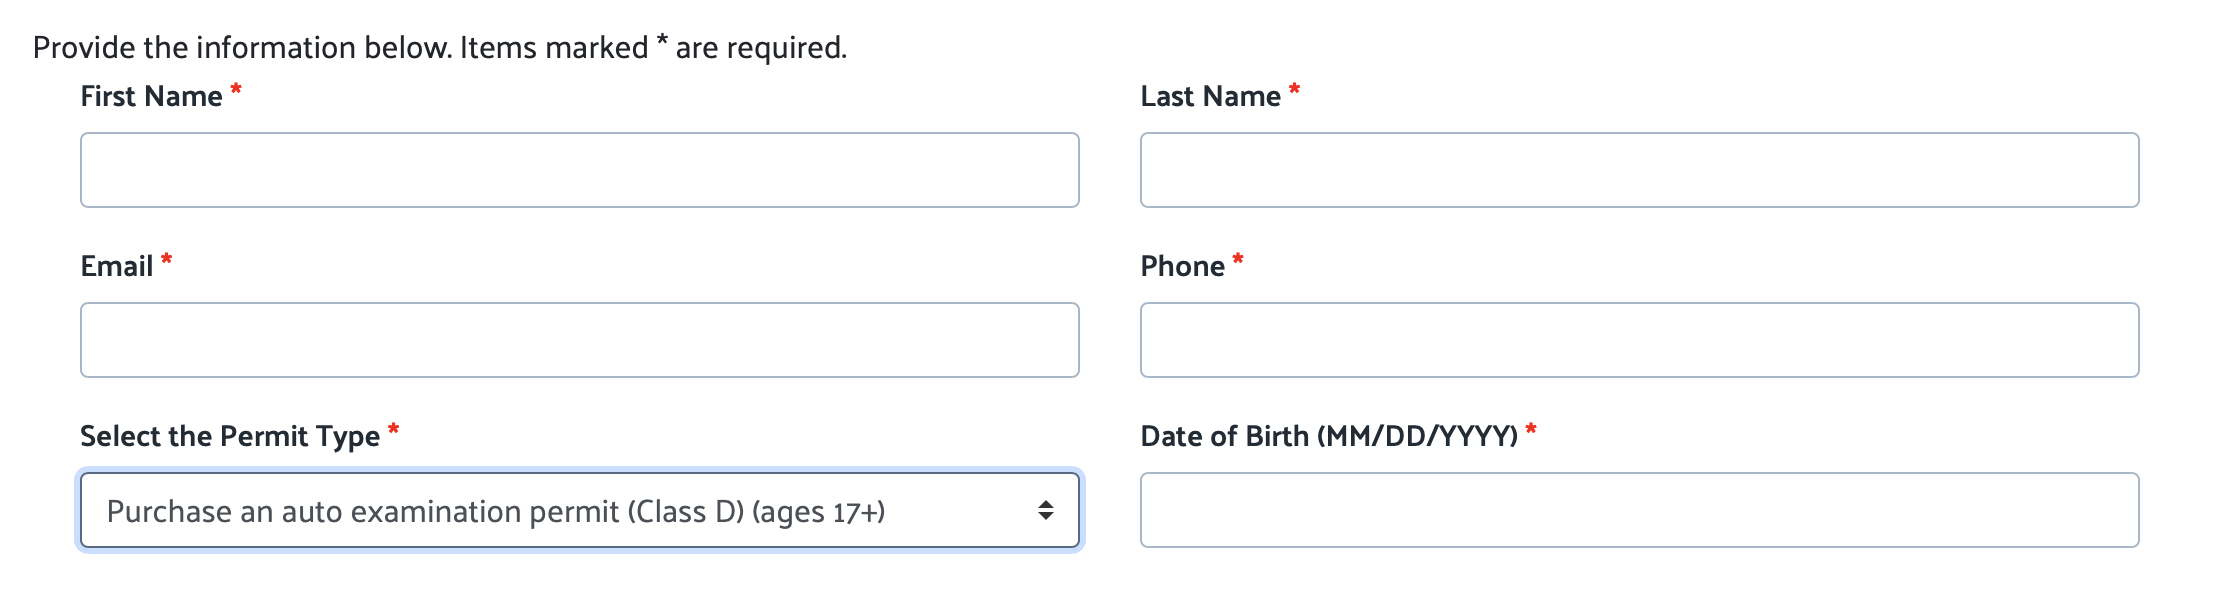 Provide the information below. Items marked * are required.
First Name *
Last Name *
Email *
Phone *
Select the Permit Type *
Date of Birth (MM/DD/YYYY) *
Purchase an auto examination permit (Class D) (ages 17+)